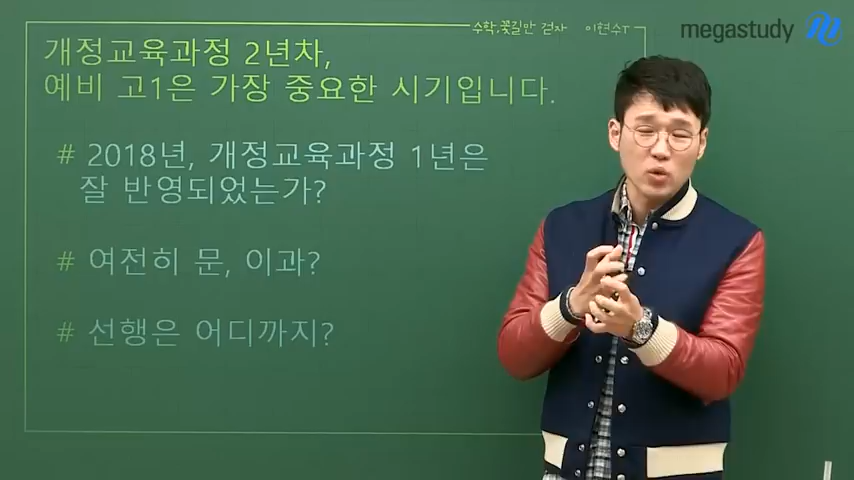 수학, 꽃길만 걷자 이현수T
megastudy
개정교육과정 2년차,
예비 고1은 가장 중요한 시기입니다.
# 2018년, 개정교육과정 1년은
잘 반영되었는가?
# 여전히 문, 이과?
# 선행은 어디까지?